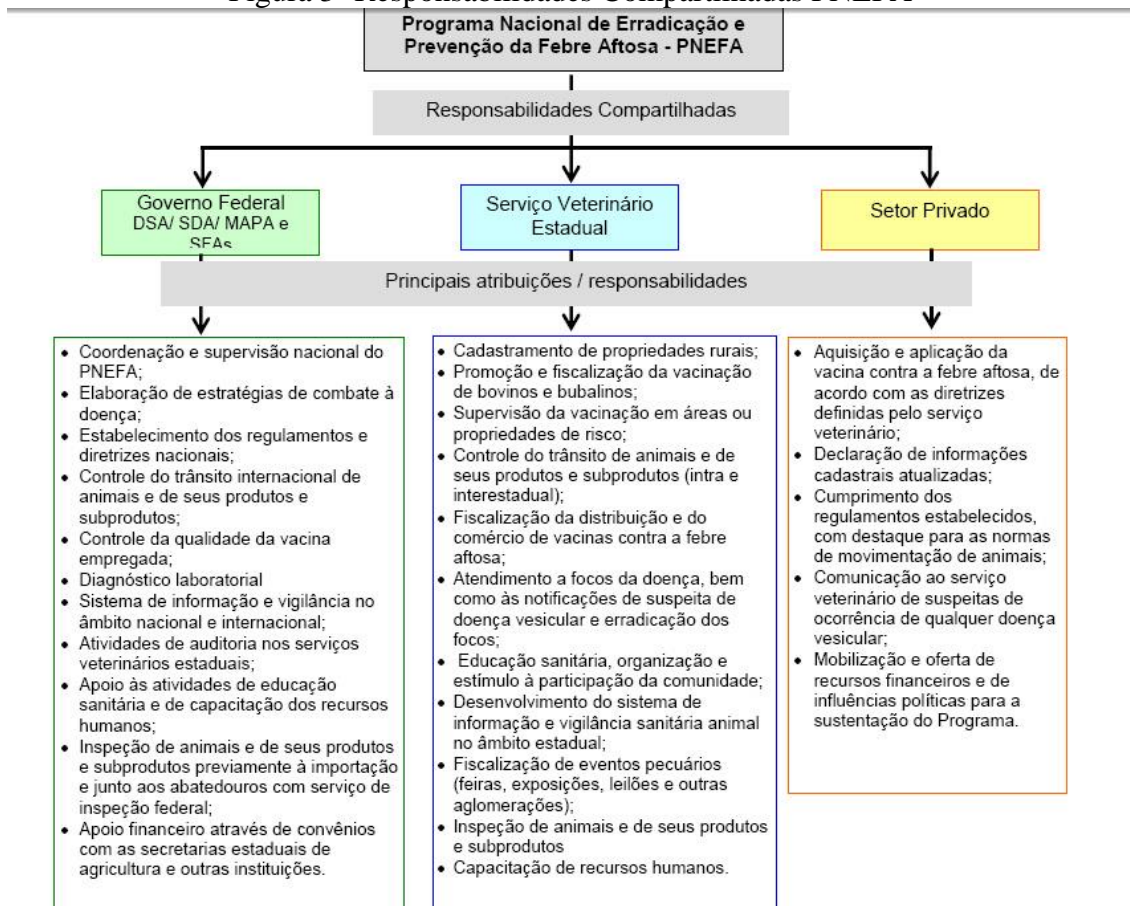 Figura 3- Responsabilidades Compartilhadas PNEFA
Programa Nacional de Erradicação e
Prevenção da Febre Aftosa - PNEFA
Responsabilidades Compartilhadas
Governo Federal
DSA/ SDA/ MAPA e
SFAs
Serviço Veterinário
Estadual
Setor Privado
Principais atribuições / responsabilidades
• Coordenação e supervisão nacional do
PNEFA;
• Elaboração de estratégias de combate à
doença;
• Estabelecimento dos regulamentos e
diretrizes nacionais;
• Controle do trânsito internacional de
animais e de seus produtos e
subprodutos;
• Controle da qualidade da vacina
empregada;
• Diagnóstico laboratorial
• Sistema de informação e vigilância no
âmbito nacional e internacional;
• Atividades de auditoria nos serviços
veterinários estaduais;
• Apoio às atividades de educação
sanitária e de capacitação dos recursos
humanos;
• Inspeção de animais e de seus produtos
e subprodutos previamente à importação
e junto aos abatedouros com serviço de
inspeção federal;
• Apoio financeiro através de convênios
com as secretarias estaduais de
agricultura e outras instituições.
• Cadastramento de propriedades rurais;
• Promoção e fiscalização da vacinação
de bovinos e bubalinos;
• Supervisão da vacinação em áreas ou
propriedades de risco;
• Controle do trânsito de animais e de
seus produtos e subprodutos (intra e
interestadual);
• Fiscalização da distribuição e do
comércio de vacinas contra a febre
aftosa;
• Atendimento a focos da doença, bem
como às notificações de suspeita de
doença vesicular e erradicação dos
focos;
• Educação sanitária, organização e
estímulo à participação da comunidade;
• Desenvolvimento do sistema de
informação e vigilância sanitária animal
no âmbito estadual;
• Fiscalização de eventos pecuários
(feiras, exposições, leilões e outras
aglomerações);
• Inspeção de animais e de seus produtos
e subprodutos
• Capacitação de recursos humanos.
• Aquisição e aplicação da
vacina contra a febre aftosa, de
acordo com as diretrizes
definidas pelo serviço
veterinário;
• Declaração de informações
cadastrais atualizadas;
• Cumprimento dos
regulamentos estabelecidos,
com destaque para as normas
de movimentação de animais;
• Comunicação ao serviço
veterinário de suspeitas de
ocorrência de qualquer doença
vesicular;
• Mobilização e oferta de
recursos financeiros e de
influências políticas para a
sustentação do Programa.